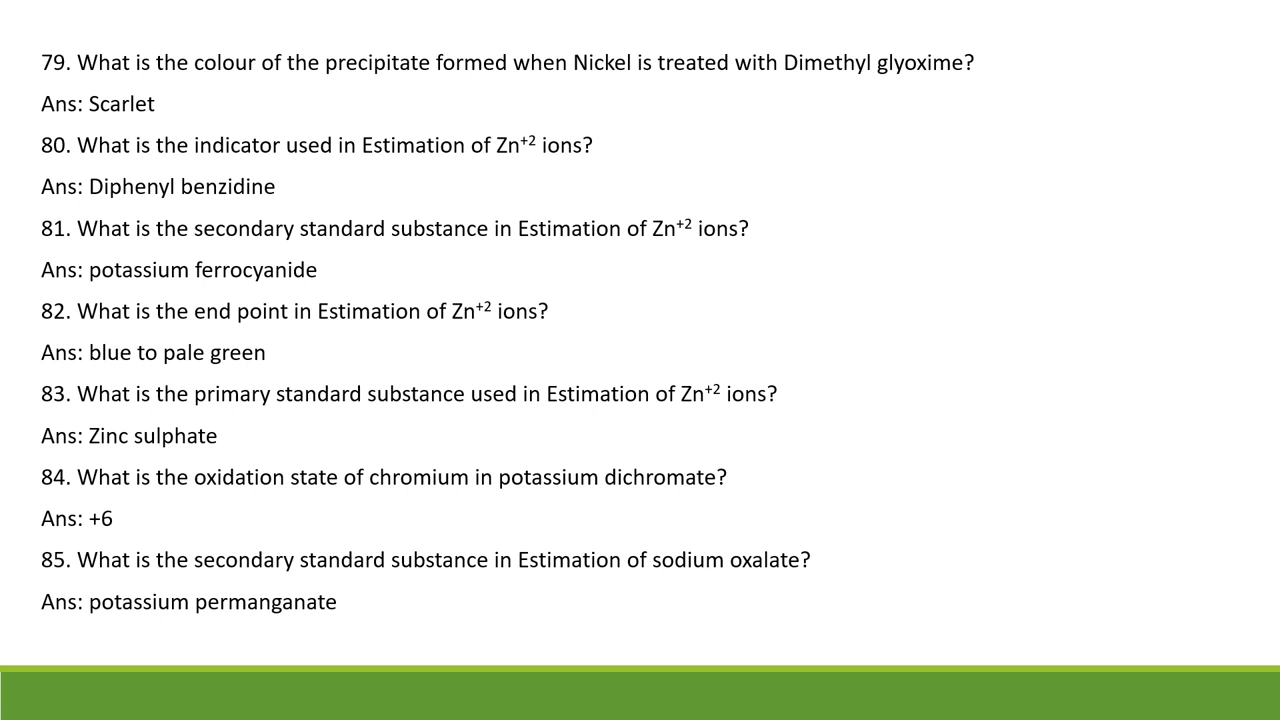 79. What is the colour of the precipitate formed when Nickel is treated with Dimethyl glyoxime?
Ans: Scarlet
80. What is the indicator used in Estimation of Zn⁺² ions?
Ans: Diphenyl benzidine
81. What is the secondary standard substance in Estimation of Zn⁺² ions?
Ans: potassium ferrocyanide
82. What is the end point in Estimation of Zn⁺² ions?
Ans: blue to pale green
83. What is the primary standard substance used in Estimation of Zn⁺² ions?
Ans: Zinc sulphate
84. What is the oxidation state of chromium in potassium dichromate?
Ans: +6
85. What is the secondary standard substance in Estimation of sodium oxalate?
Ans: potassium permanganate